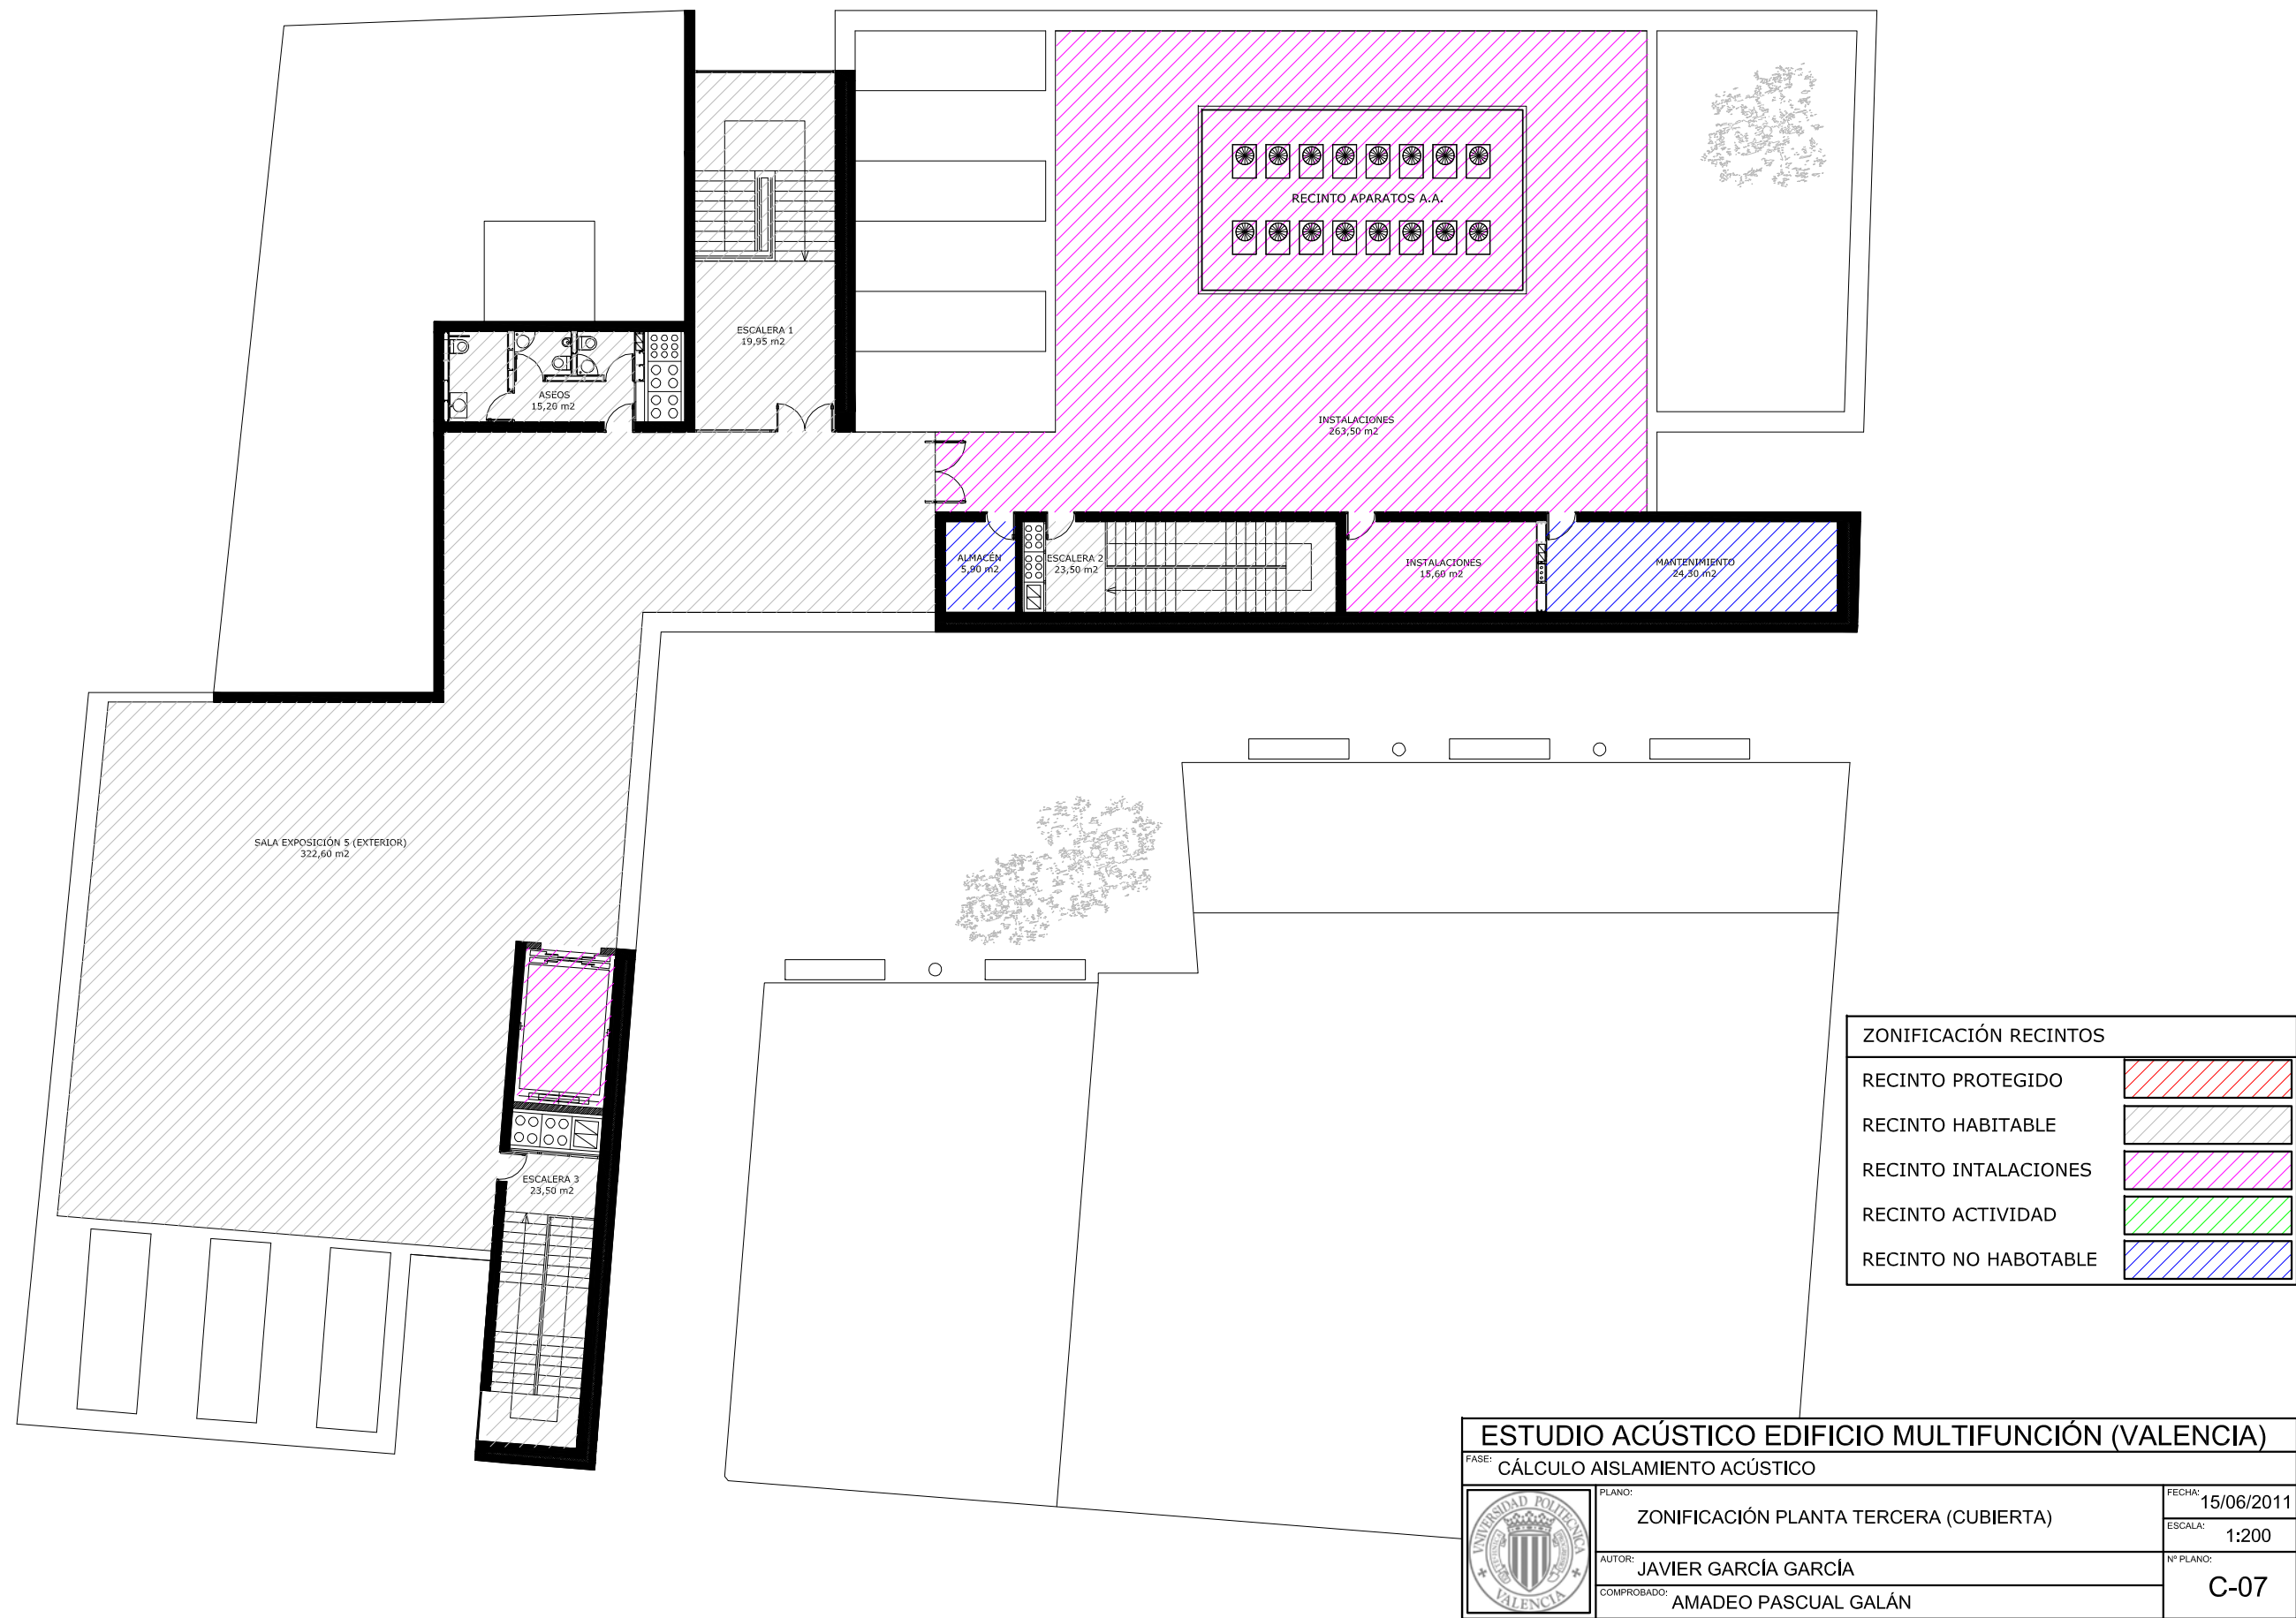 RECINTO APARATOS A.A.
ESCALERA 1
19,95 m2
ASEOS
15,20 m2
INSTALACIONES
263,50 m2
ALMACÉN
5,90 m2
ESCALERA 2
23,50 m2
INSTALACIONES
15,60 m2
MANTENIMIENTO
24,30 m2
SALA EXPOSICIÓN 5 (EXTERIOR)
322,60 m2
ESCALERA 3
23,50 m2
ZONIFICACIÓN RECINTOS
RECINTO PROTEGIDO
RECINTO HABITABLE
RECINTO INTALACIONES
RECINTO ACTIVIDAD
RECINTO NO HABOTABLE
ESTUDIO ACÚSTICO EDIFICIO MULTIFUNCIÓN (VALENCIA)
FASE: CÁLCULO AISLAMIENTO ACÚSTICO
PLANO: ZONIFICACIÓN PLANTA TERCERA (CUBIERTA)
FECHA: 15/06/2011
ESCALA: 1:200
AUTOR: JAVIER GARCÍA GARCÍA
COMPROBADO: AMADEO PASCUAL GALÁN
Nº PLANO: C-07
VNIVERSIDAD POLITECNICA
VALENCIA